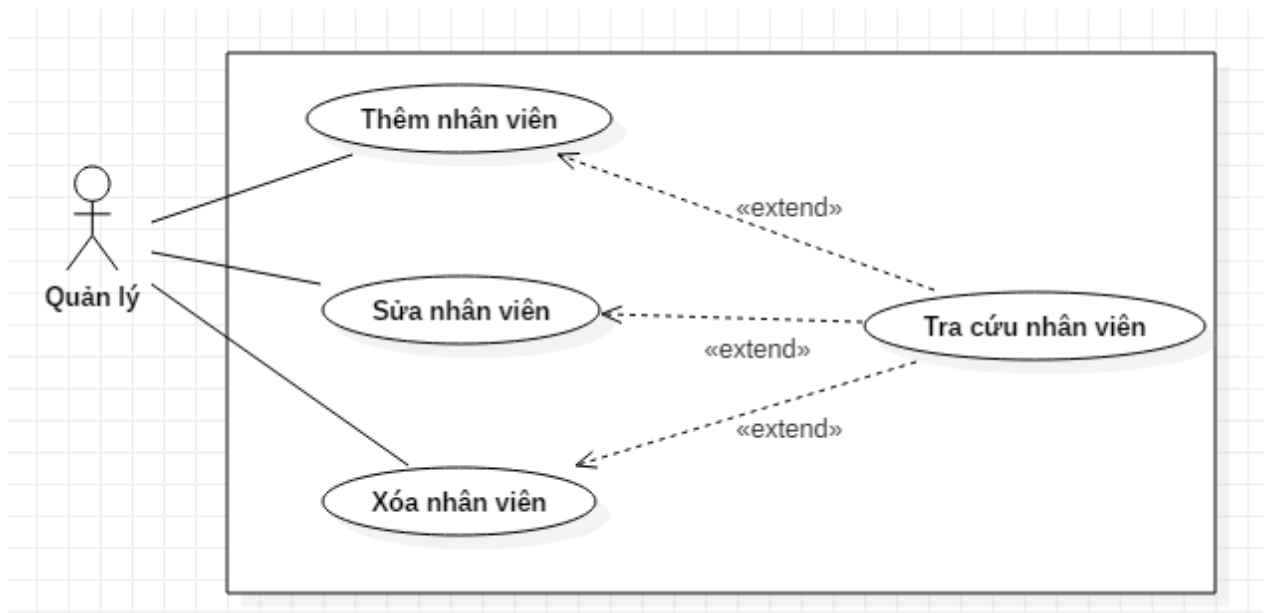 Thêm nhân viên
«extend»
Quản lý
Sửa nhân viên
Tra cứu nhân viên
«extend»
«extend»
Xóa nhân viên